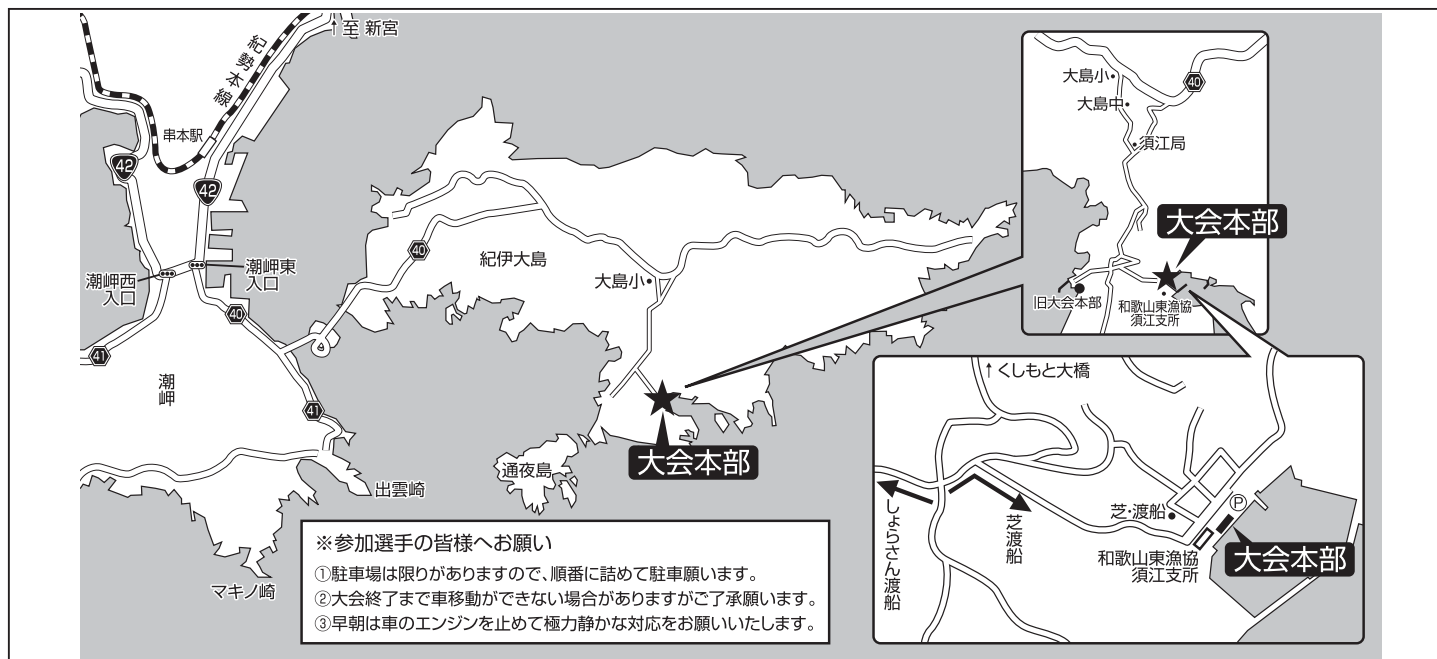 ↑至 新宮
紀勢本線
串本駅
42
42
潮岬西
入口
潮岬東
入口
40
41
潮岬
41
40
紀伊大島
大島小
大会本部
通夜島
出雲崎
マキノ崎
※参加選手の皆様へお願い
①駐車場は限りがありますので、順番に詰めて駐車願います。
②大会終了まで車移動ができない場合がありますがご了承願います。
③早朝は車のエンジンを止めて極力静かな対応をお願いいたします。
大島小
40
大島中
須江局
大会本部
旧大会本部
和歌山東漁協
須江支所
↑くしもと大橋
しょらさん渡船
芝渡船
芝・渡船
P
和歌山東漁協
須江支所
大会本部